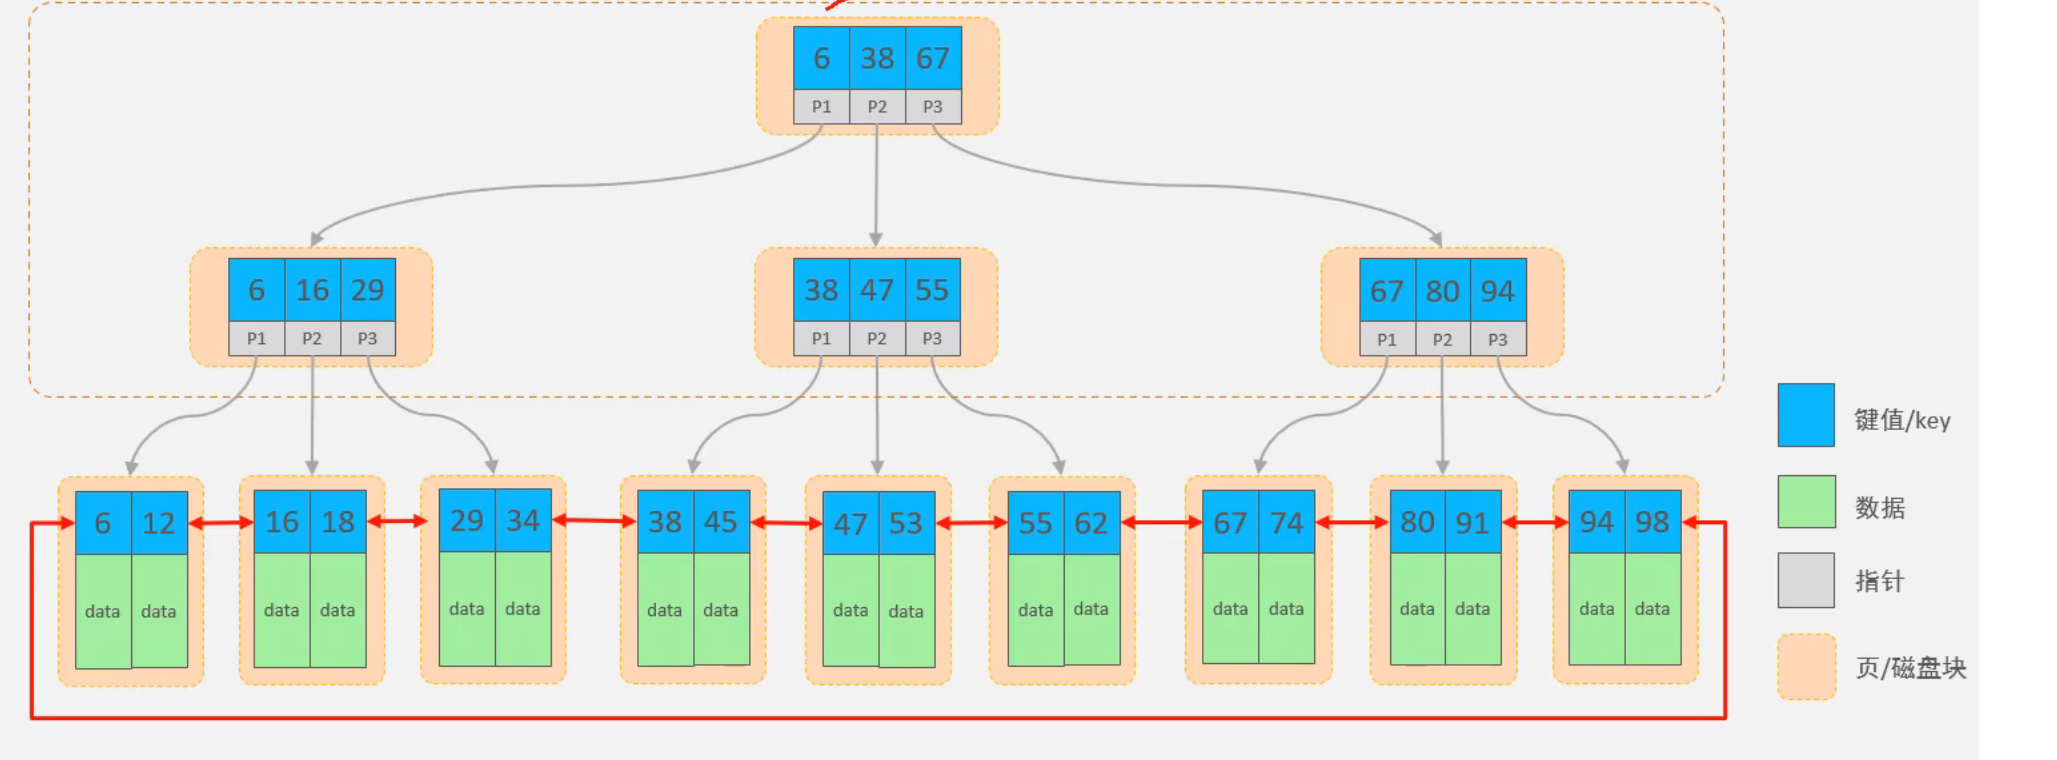 6 38 67
P1 P2 P3
6 16 29
P1 P2 P3
38 47 55
P1 P2 P3
67 80 94
P1 P2 P3
6 12
data data
16 18
data data
29 34
data data
38 45
data data
47 53
data data
55 62
data data
67 74
data data
80 91
data data
94 98
data data
键值/key
数据
指针
页/磁盘块